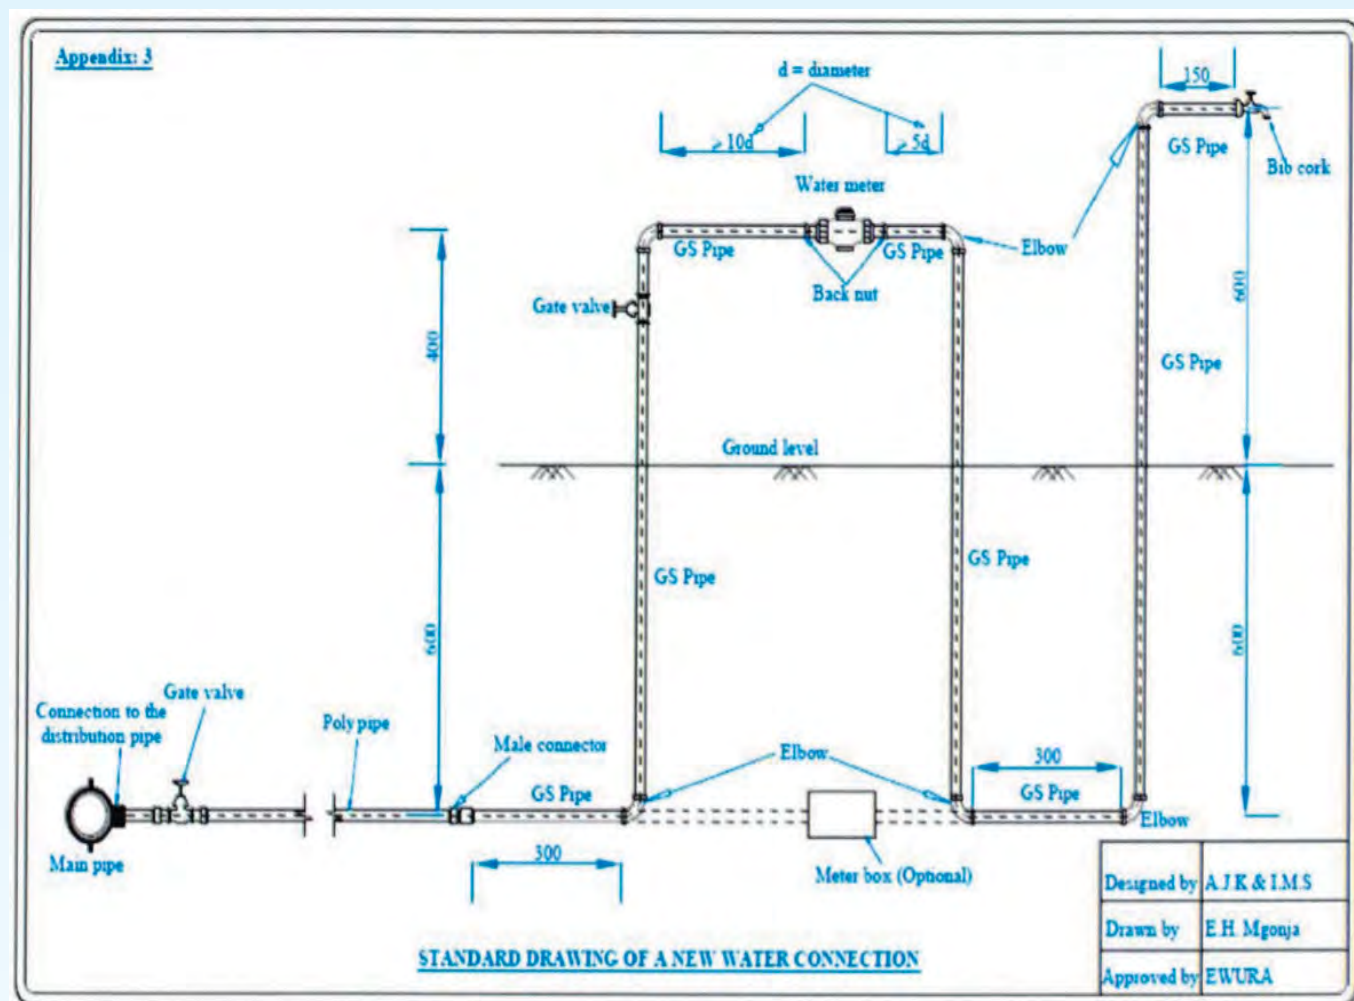 Appendix: 3
d = diameter
150
≥ 10d
≥ 5d
GS Pipe
Bib cork
Water meter
GS Pipe
GS Pipe
Elbow
Back nut
Gate valve
600
400
GS Pipe
Ground level
GS Pipe
GS Pipe
600
600
Gate valve
Connection to the
distribution pipe
Poly pipe
Male connector
Elbow
300
GS Pipe
GS Pipe
Elbow
Main pipe
300
Meter box (Optional)
Designed by A.J.K & I.M.S
Drawn by E.H. Mgonja
Approved by EWURA
STANDARD DRAWING OF A NEW WATER CONNECTION